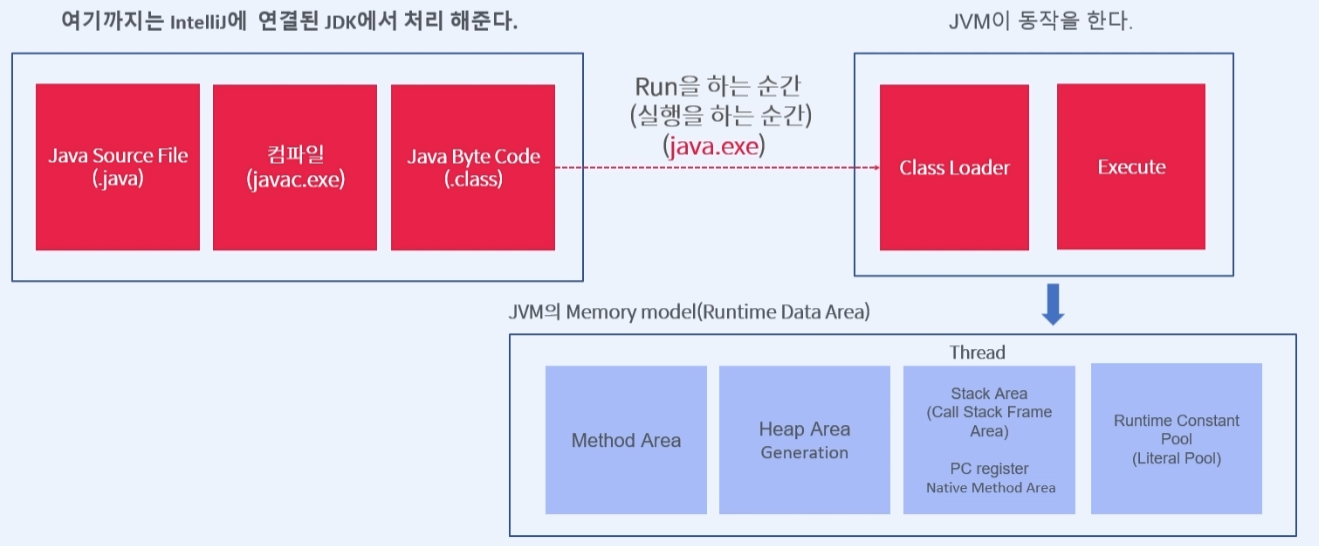 여기까지는 IntelliJ에 연결된 JDK에서 처리 해준다.
JVM이 동작을 한다.
Java Source File
(.java)
컴파일
(javac.exe)
Java Byte Code
(.class)
Run을 하는 순간
(실행을 하는 순간)
(java.exe)
Class Loader
Execute
JVM의 Memory model(Runtime Data Area)
Method Area
Heap Area
Generation
Thread
Stack Area
(Call Stack Frame
Area)
PC register
Native Method Area
Runtime Constant
Pool
(Literal Pool)